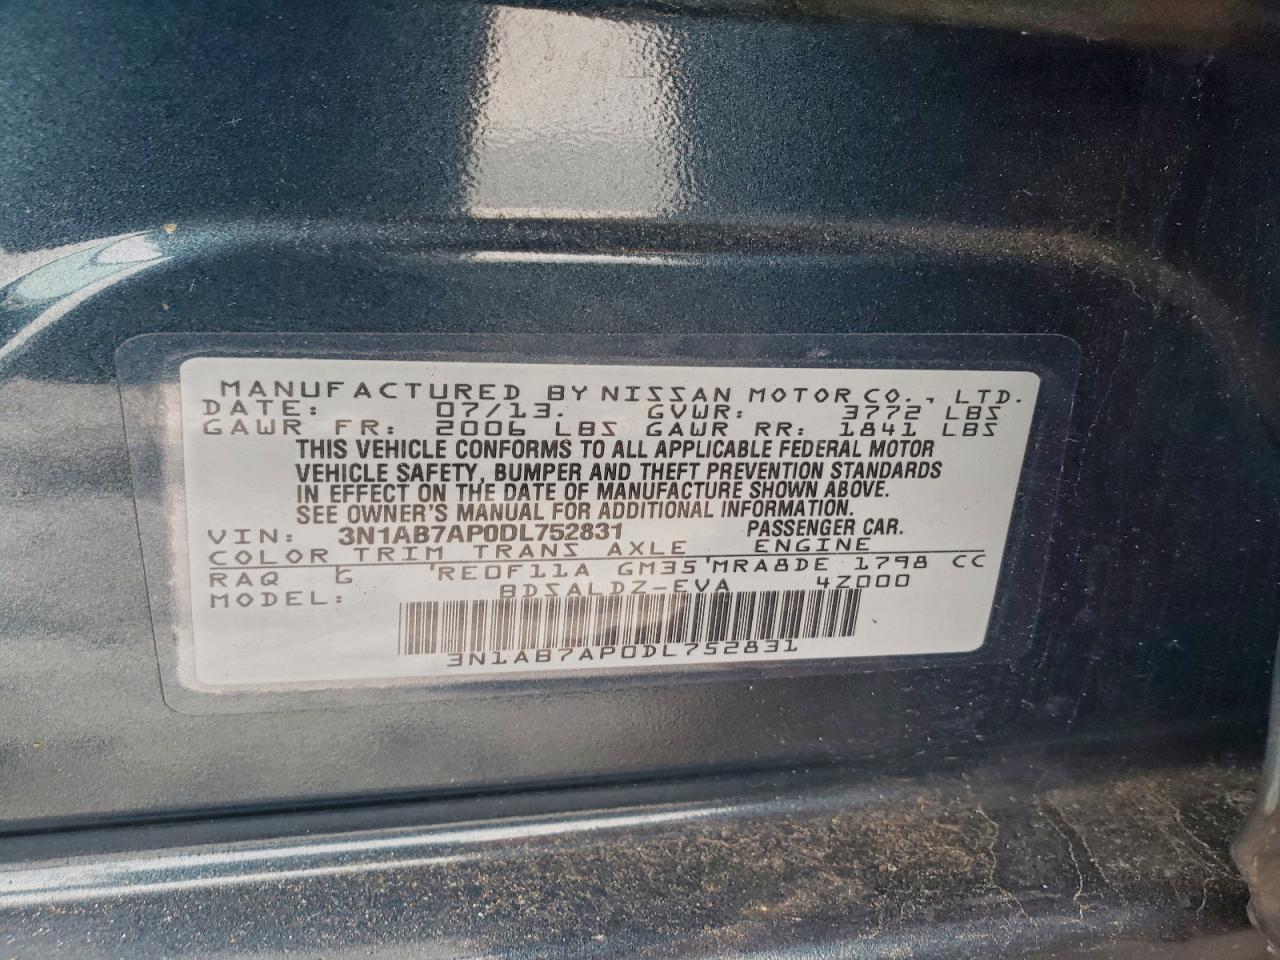 MANUFACTURED BY NISSAN MOTOR CO., LTD.
DATE: 07/13. GVWR: 3772 LBS
GAWR FR: 2006 LBS GAWR RR: 1841 LBS
THIS VEHICLE CONFORMS TO ALL APPLICABLE FEDERAL MOTOR
VEHICLE SAFETY, BUMPER AND THEFT PREVENTION STANDARDS
IN EFFECT ON THE DATE OF MANUFACTURE SHOWN ABOVE.
SEE OWNER'S MANUAL FOR ADDITIONAL INFORMATION.
VIN: 3N1AB7AP0DL752831 PASSENGER CAR.
COLOR TRIM TRANS AXLE ENGINE
RAQ G 'RE0F11A GM35'MRA8DE 1798 CC
MODEL: BDSALDZ-EVA 4Z000
3N1AB7AP0DL752831